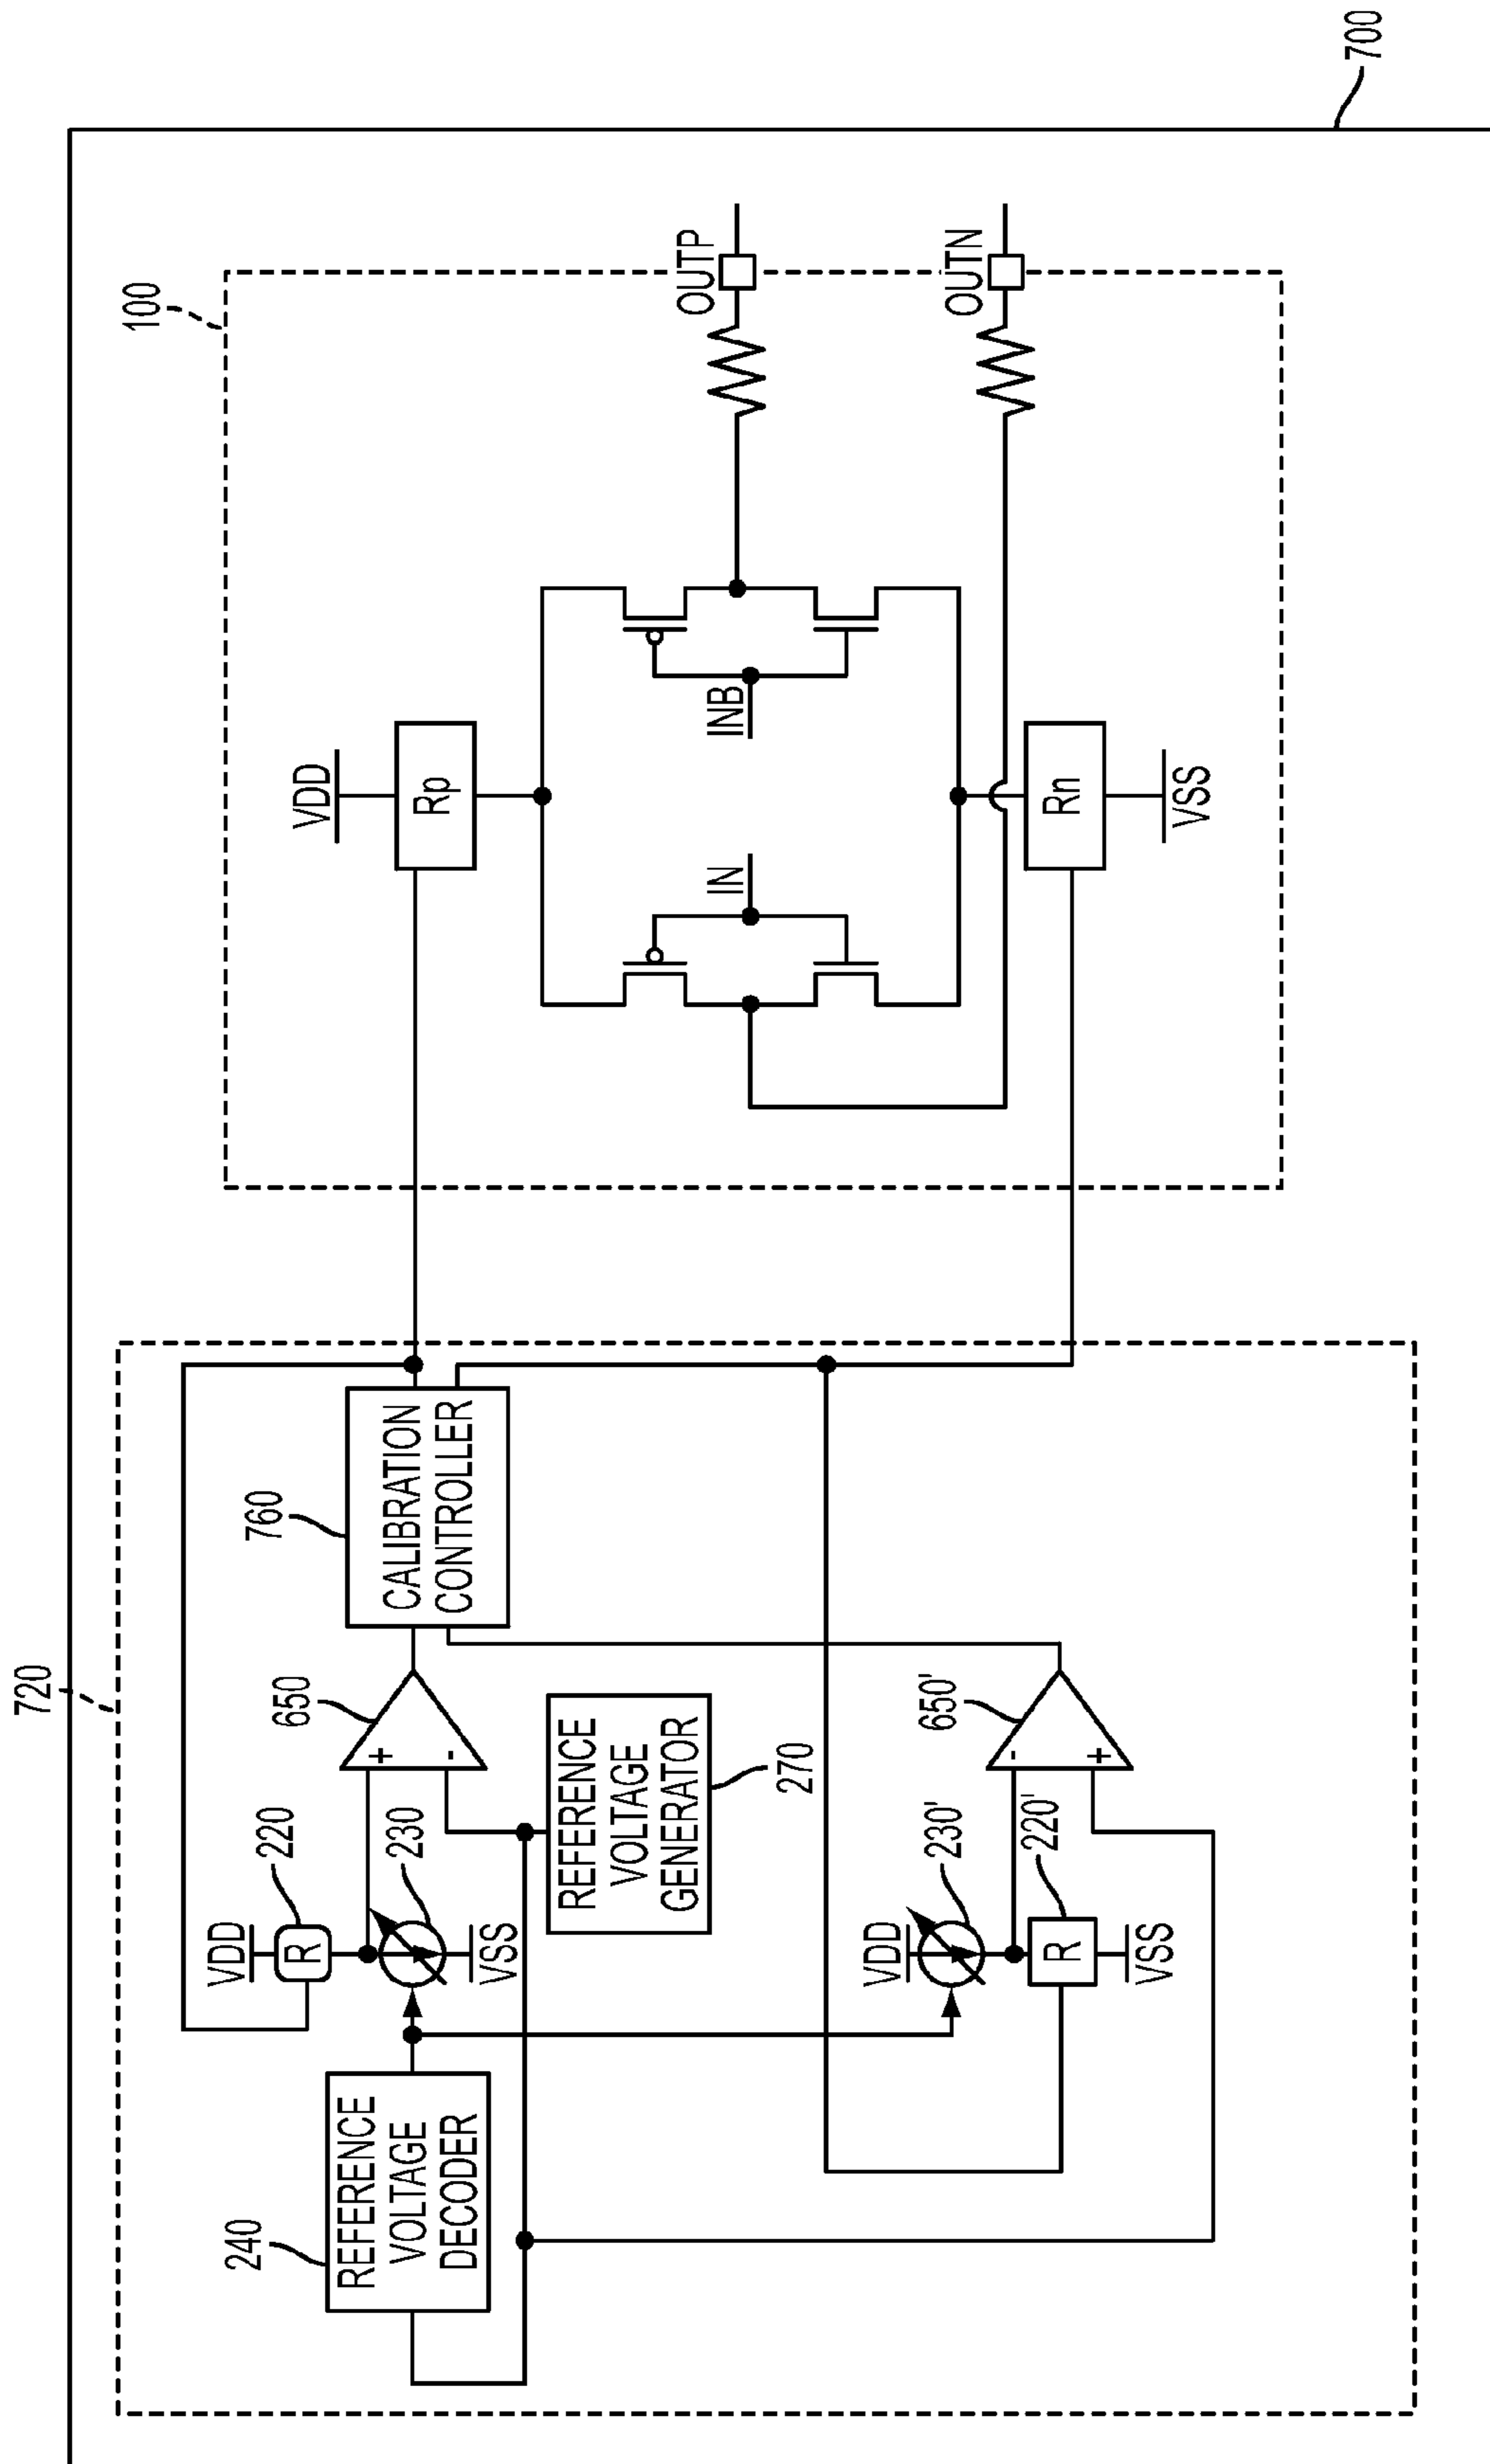 700
720
100
VDD
Rp
IN
INB
OUTP
OUTN
Rn
VSS
760
CALIBRATION
CONTROLLER
650
+
-
REFERENCE
VOLTAGE
GENERATOR
270
VDD
220
R
230
VSS
240
REFERENCE
VOLTAGE
DECODER
VDD
230'
220'
R
VSS
650'
-
+